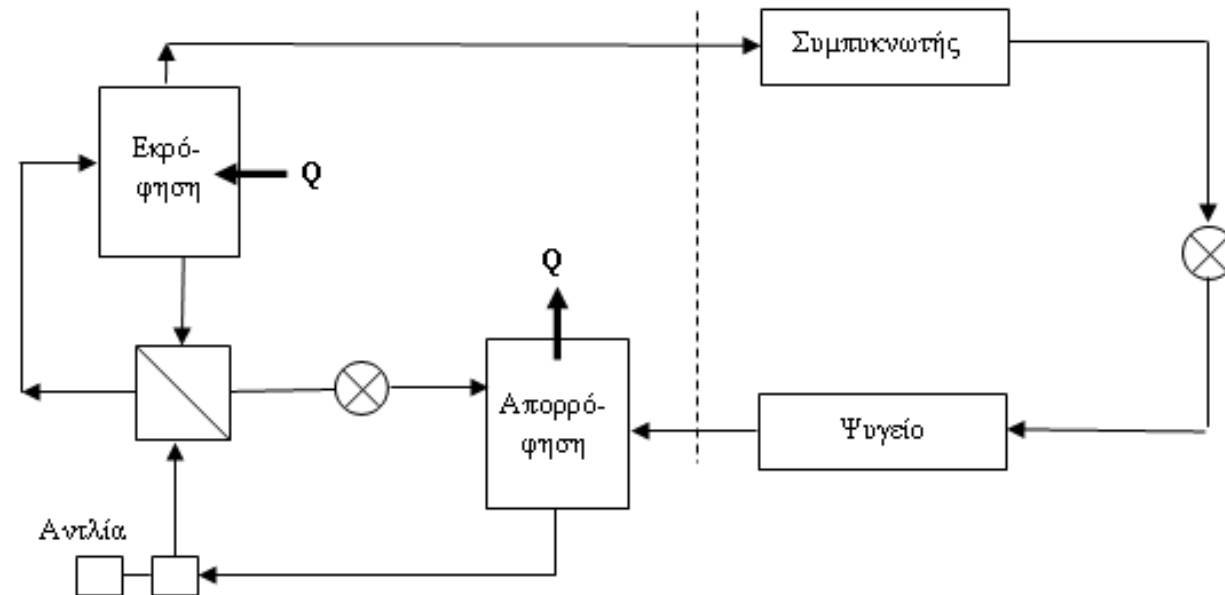 Συμπυκνωτής
Εκρό-
φηση
Q
Q
Απορρό-
φηση
Ψυγείο
Αντλία